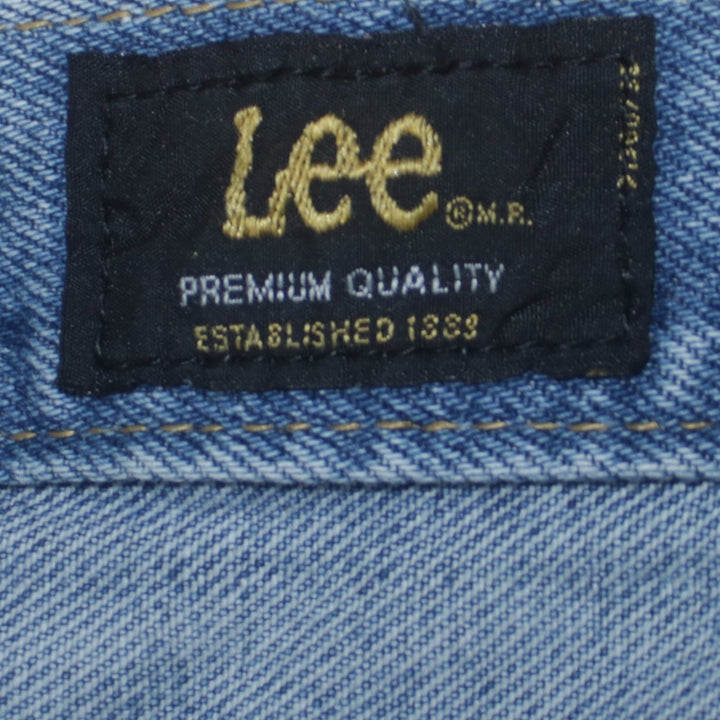 Lee ® M.R.
PREMIUM QUALITY
ESTABLISHED 1889